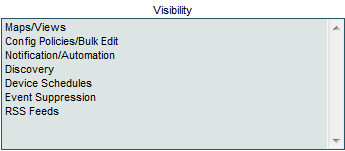 Visibility
Maps/Views
Config Policies/Bulk Edit
Notification/Automation
Discovery
Device Schedules
Event Suppression
RSS Feeds